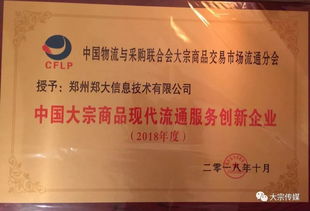 CFLP
中国物流与采购联合会大宗商品交易市场流通分会
授予：郑州郑大信息技术有限公司
中国大宗商品现代流通服务创新企业
（2018年度）
二零一八年十月
大宗传媒